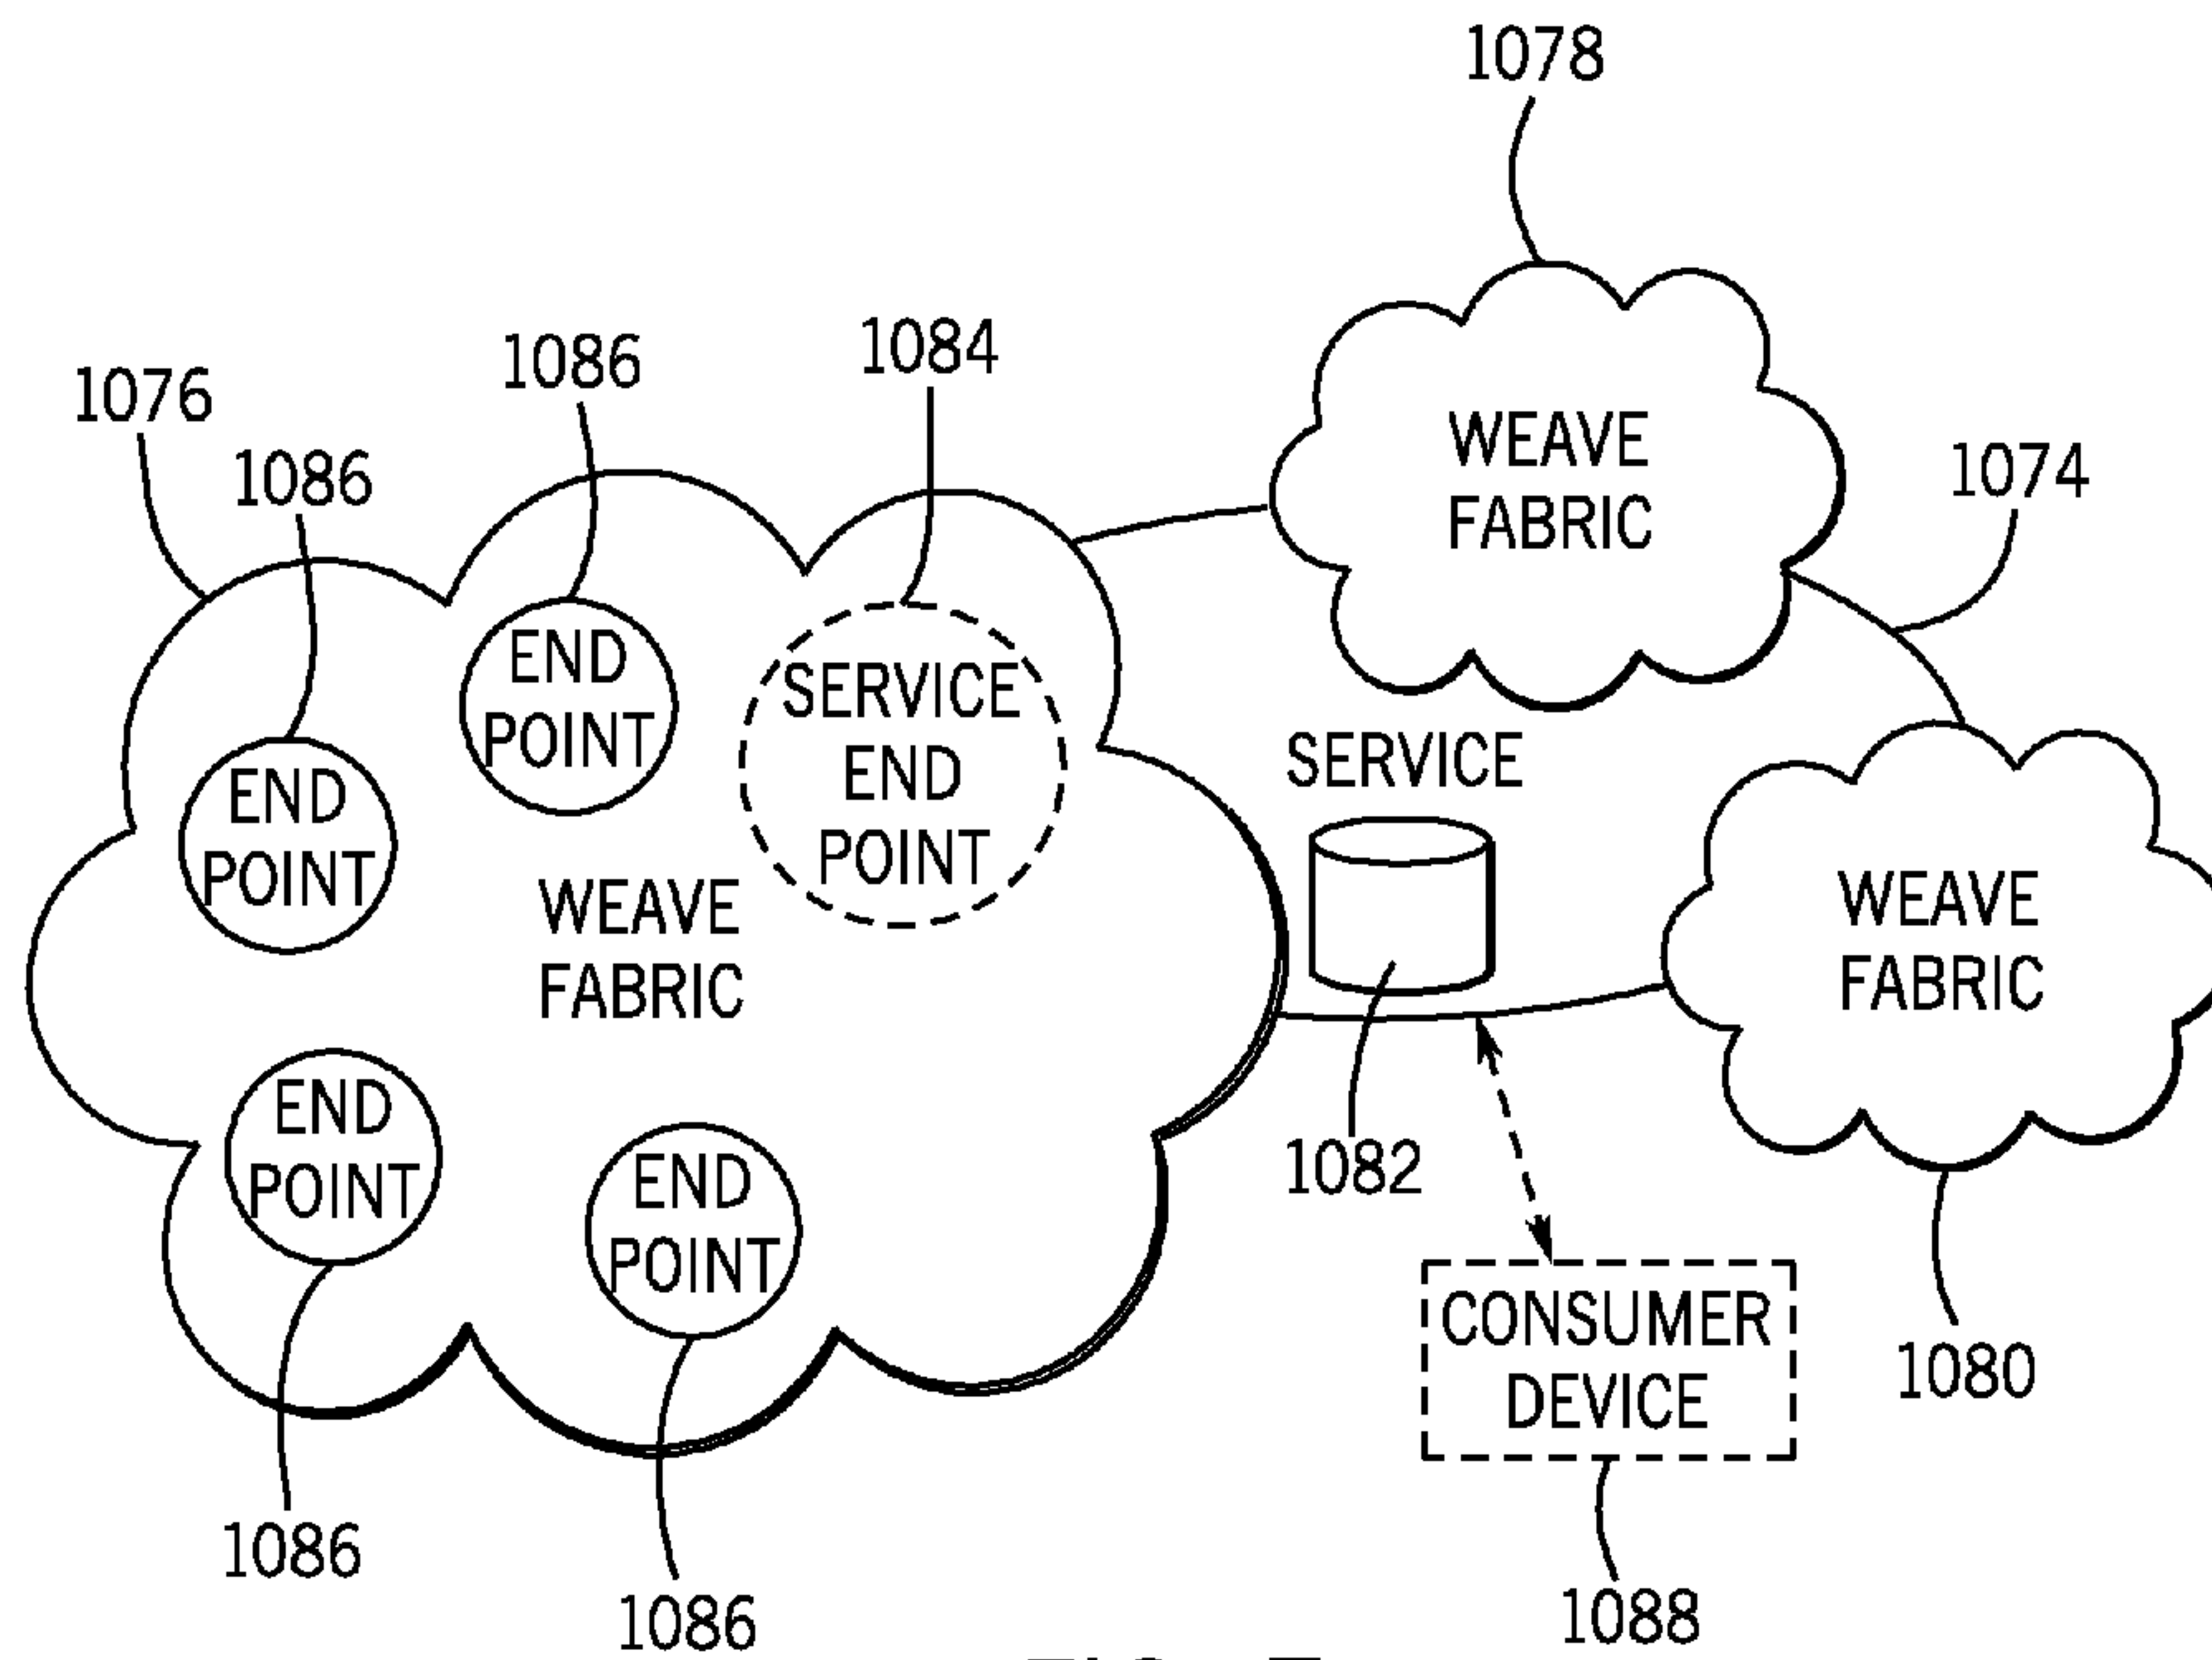 1078
1084
1086
1076
1086
1074
WEAVE
FABRIC
END
POINT
SERVICE
END
POINT
END
POINT
SERVICE
WEAVE
FABRIC
WEAVE
FABRIC
END
POINT
END
POINT
1082
CONSUMER
DEVICE
1080
1086
1086
1088